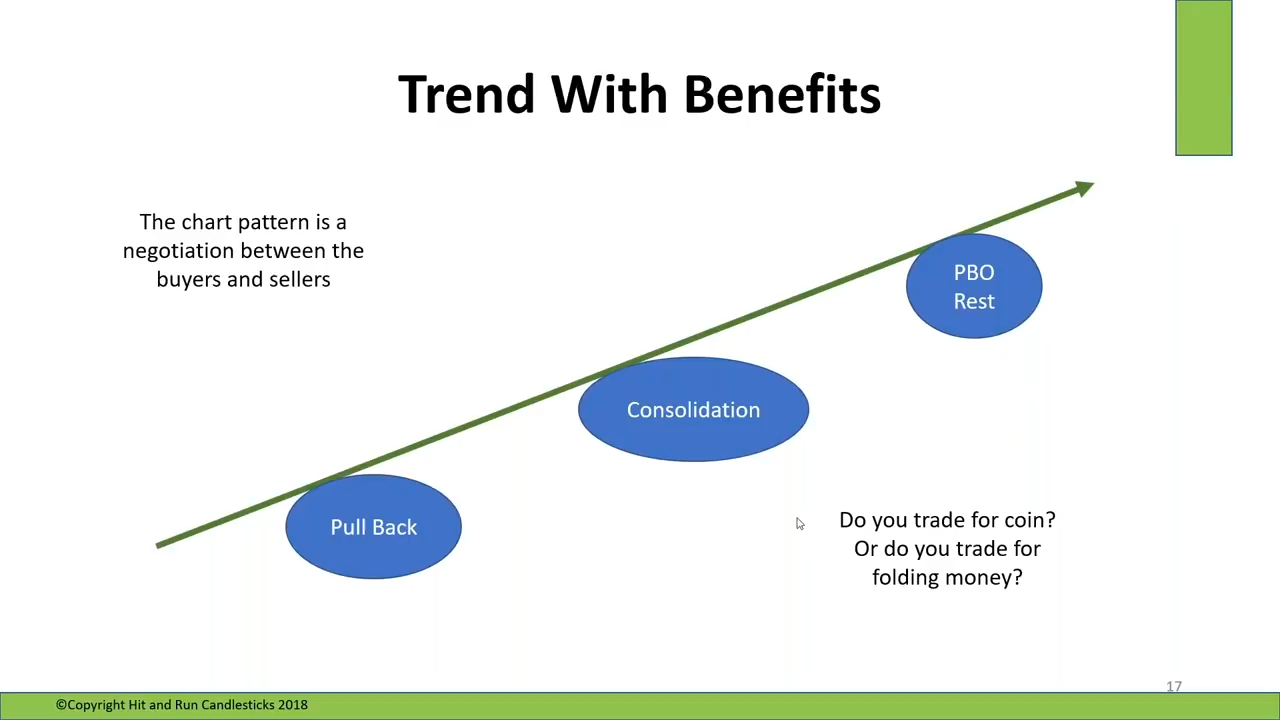 Trend With Benefits
The chart pattern is a
negotiation between the
buyers and sellers
PBO
Rest
Consolidation
Pull Back
Do you trade for coin?
Or do you trade for
folding money?
17
©Copyright Hit and Run Candlesticks 2018